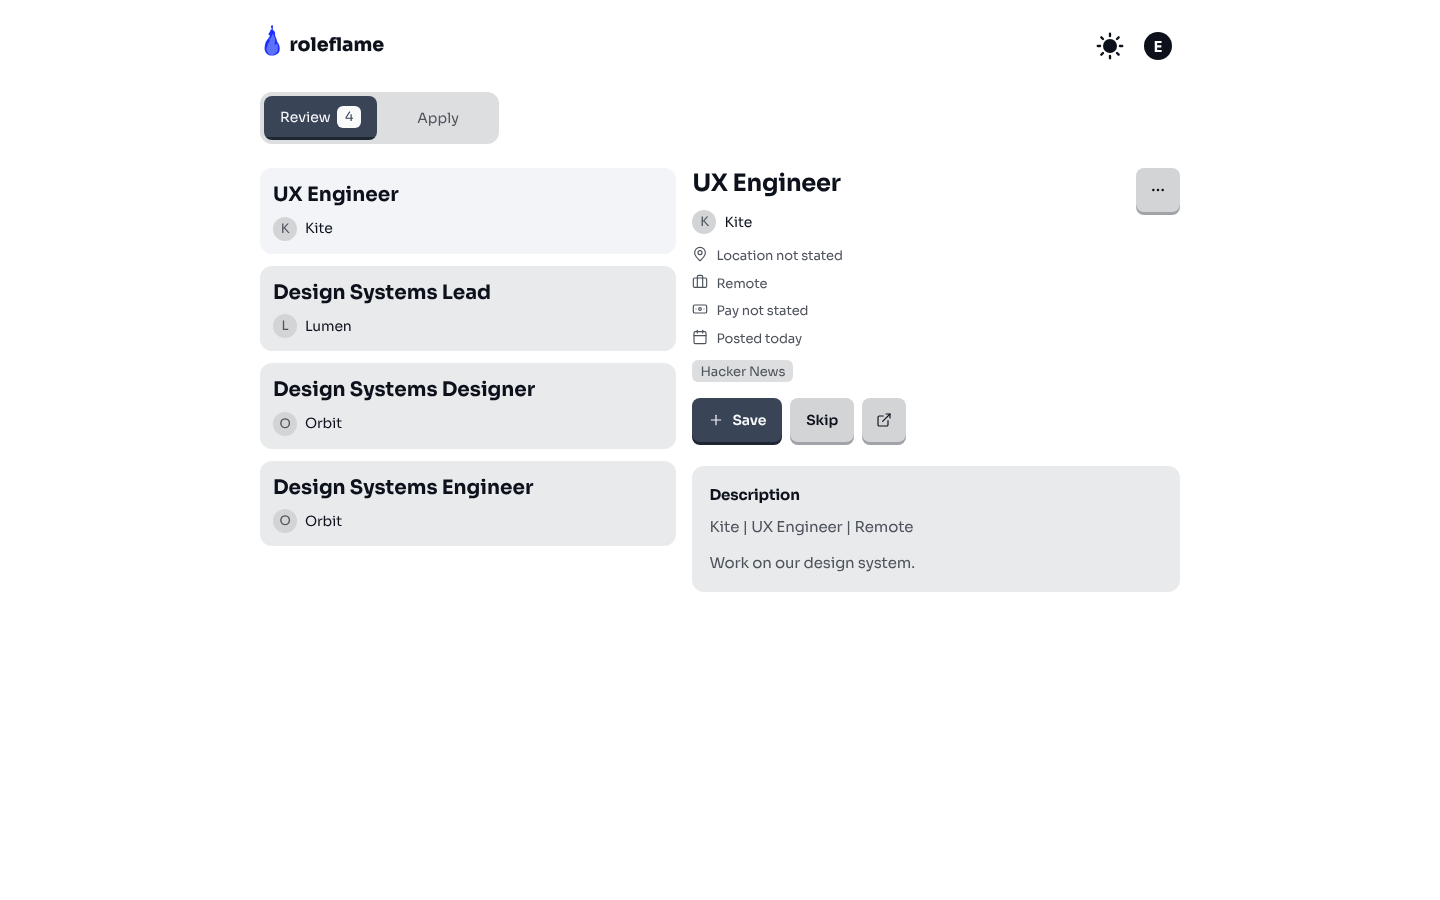 roleflame
E
Review 4
Apply
UX Engineer
K Kite
Design Systems Lead
L Lumen
Design Systems Designer
O Orbit
Design Systems Engineer
O Orbit
UX Engineer
...
K Kite
Location not stated
Remote
Pay not stated
Posted today
Hacker News
+ Save
Skip
Description
Kite | UX Engineer | Remote
Work on our design system.